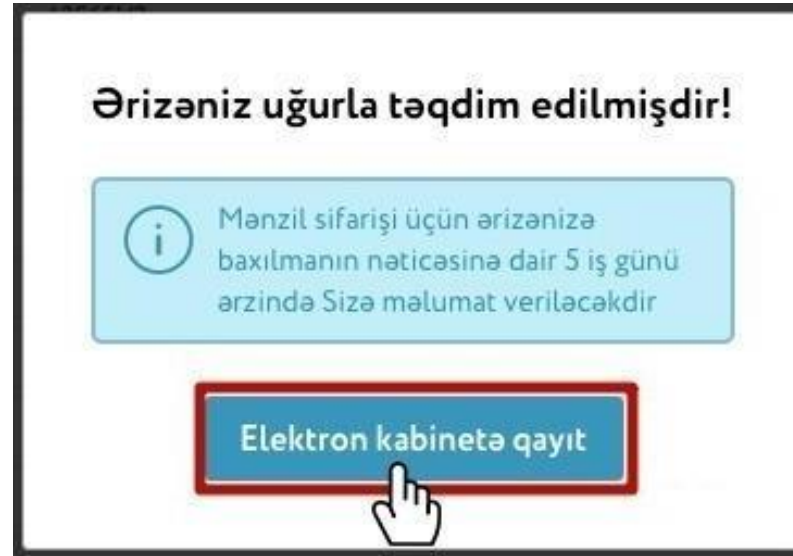 Ərizəniz uğurla təqdim edilmişdir!
i
Mənzil sifarişi üçün ərizənizə
baxılmanın nəticəsinə dair 5 iş günü
ərzində Sizə məlumat veriləcəkdir
Elektron kabinetə qayıt